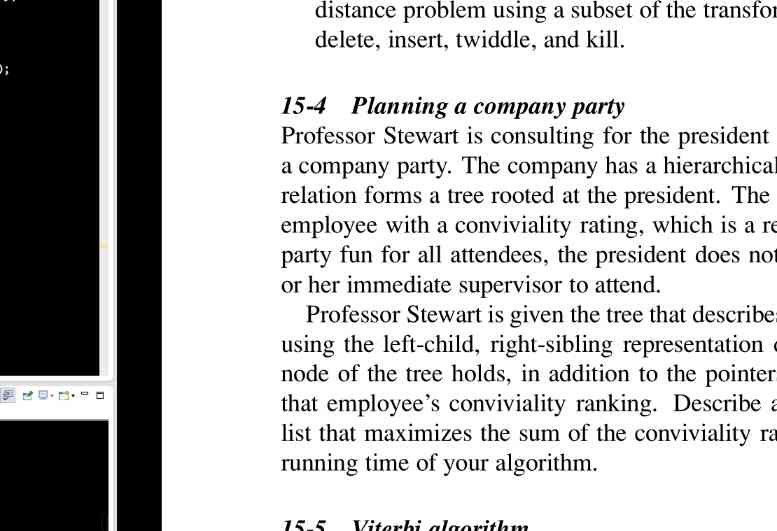 );
distance problem using a subset of the
delete, insert, twiddle, and kill.
15-4 Planning a company party
Professor Stewart is consulting for the president
a company party. The company has a hierarchical
relation forms a tree rooted at the president. The
employee with a conviviality rating, which is a
party fun for all attendees, the president does not
or her immediate supervisor to attend.
Professor Stewart is given the tree that describes
using the left-child, right-sibling representation
node of the tree holds, in addition to the
that employee's conviviality ranking. Describe
list that maximizes the sum of the conviviality
running time of your algorithm.
15-5 Viterbi algorithm